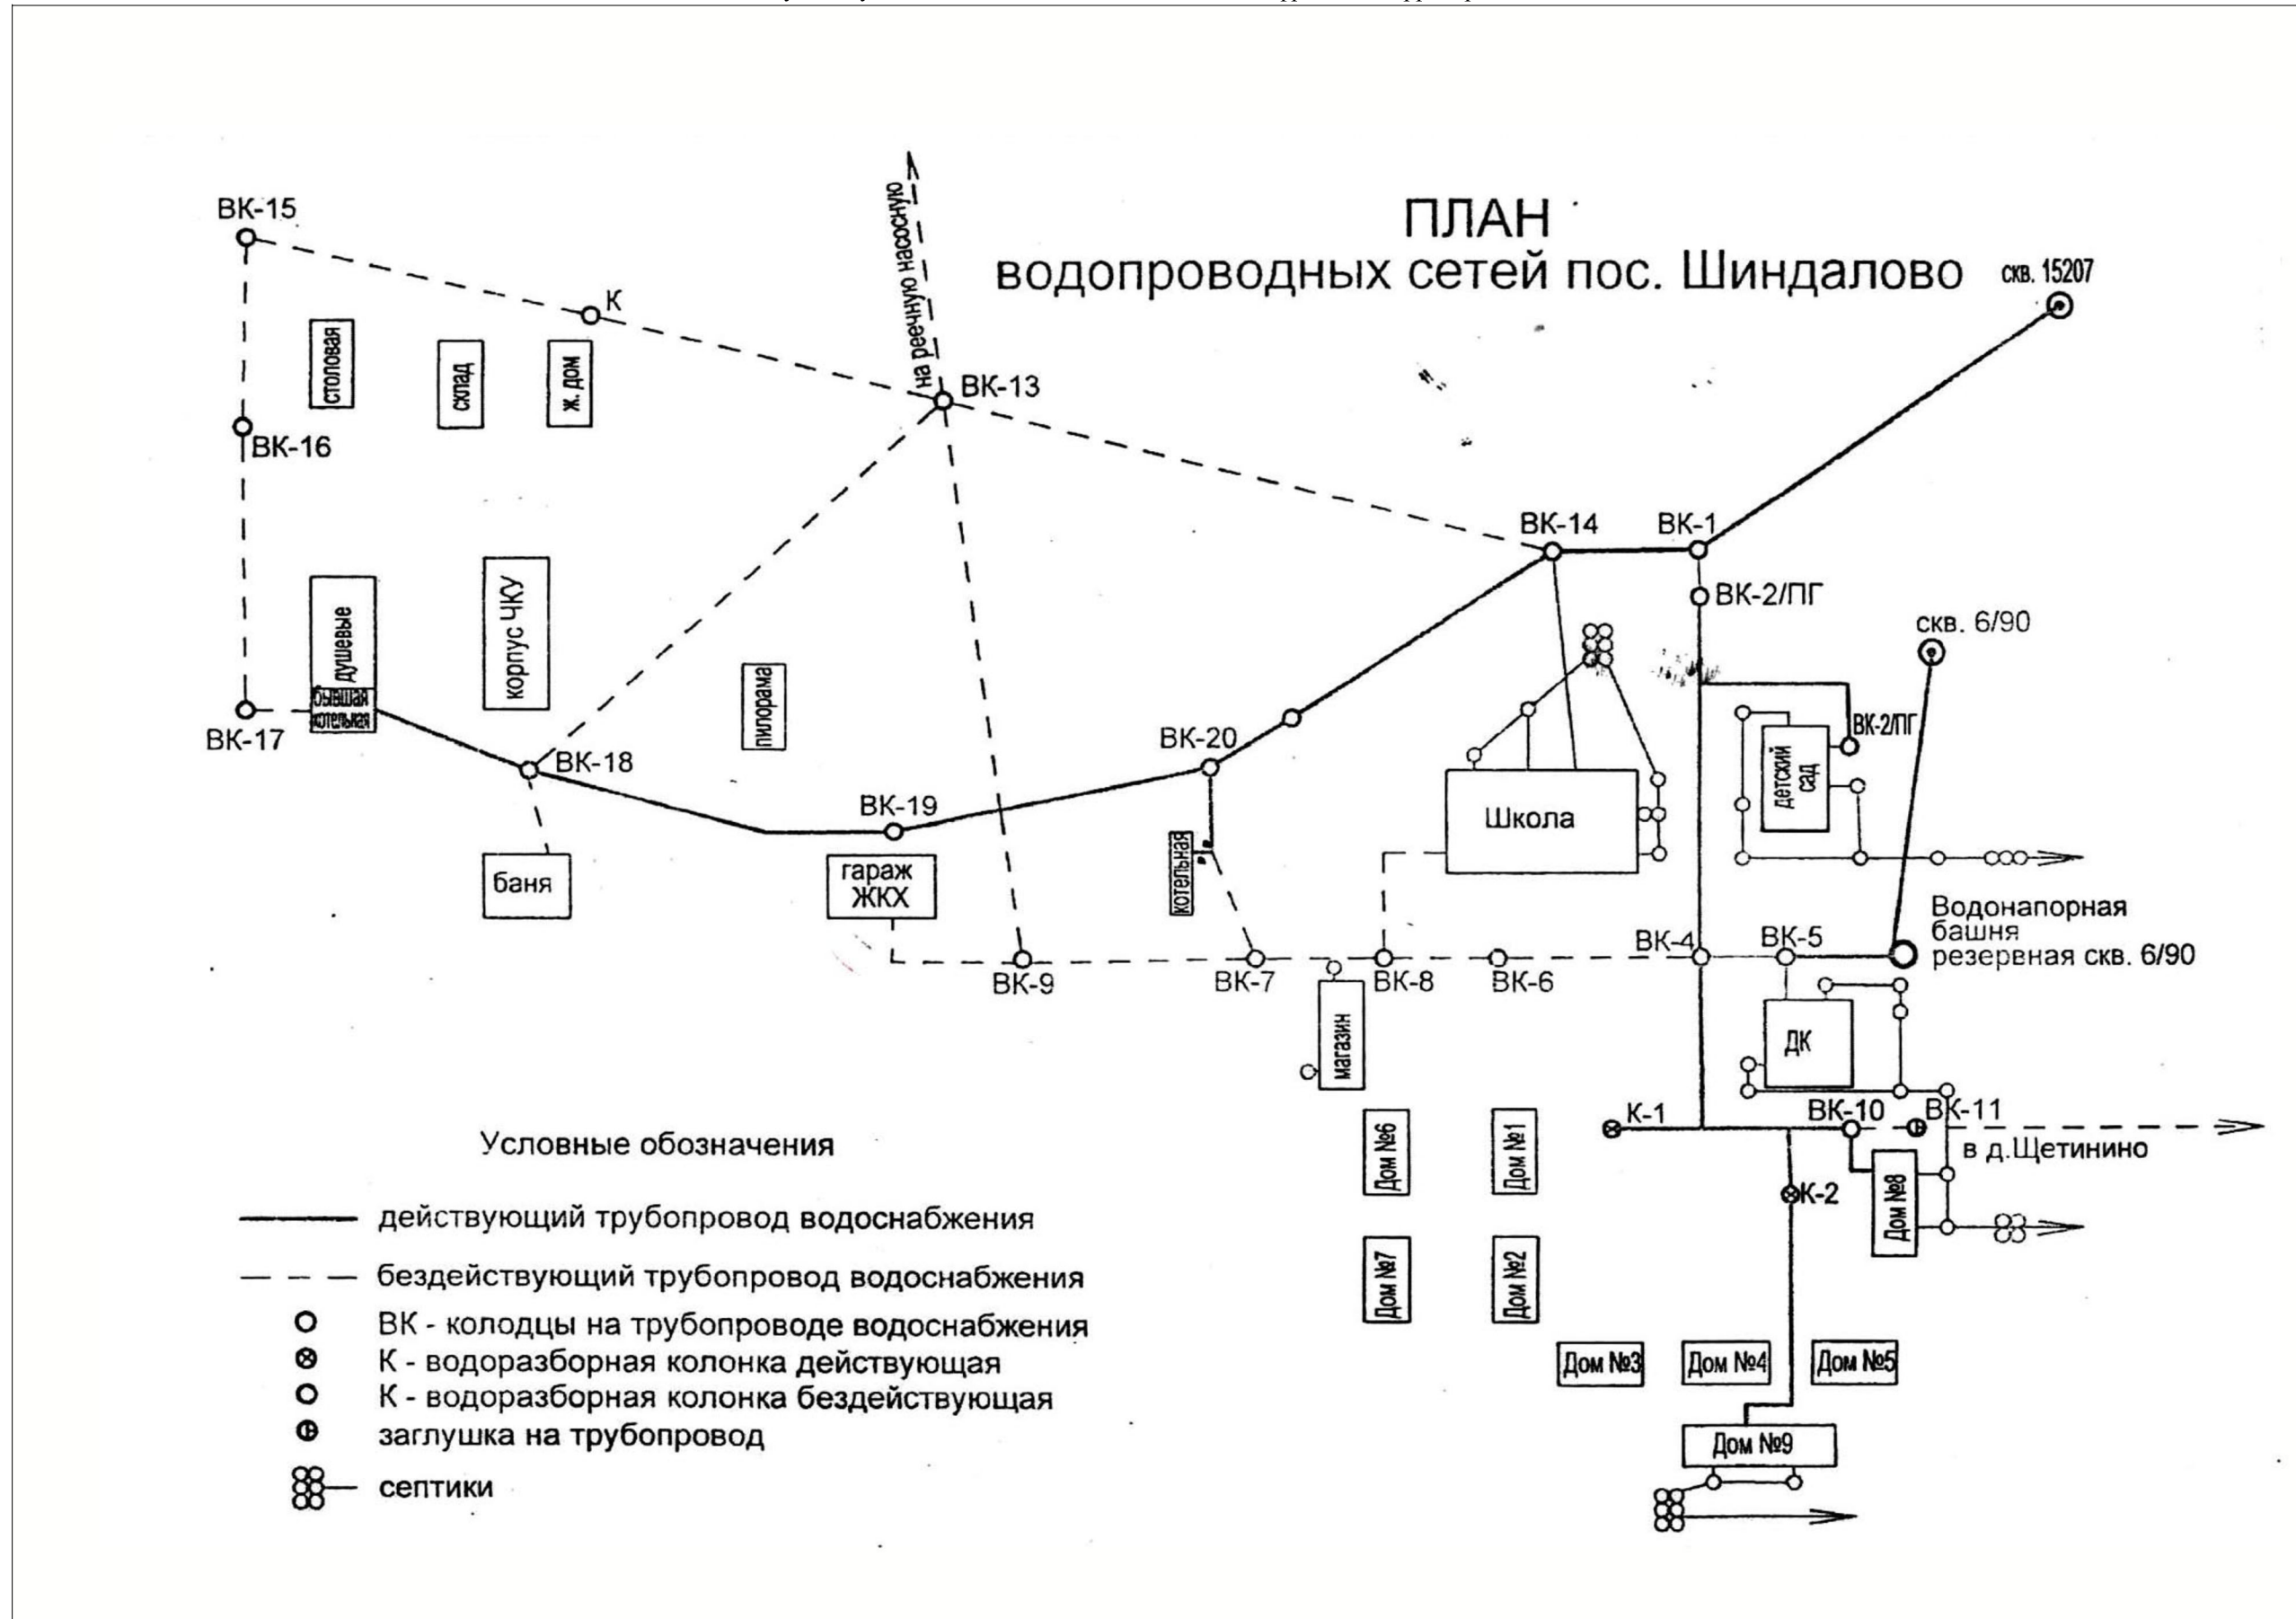 ПЛАН
водопроводных сетей пос. Шиндалово
скв. 15207
ВК-15
К
на реечную насосную
ВК-13
столовая
склад
ж. дом
ВК-16
ВК-14
ВК-1
ВК-2/ПГ
скв. 6/90
душевые
бывшая
котельная
корпус ЧКУ
пилорама
ВК-17
ВК-18
ВК-20
ВК-2/ПГ
детский
сад
ВК-19
Школа
котельная
баня
гараж
ЖКХ
Водонапорная
башня
резервная скв. 6/90
ВК-4
ВК-5
ВК-9
ВК-7
ВК-8
ВК-6
магазин
ДК
К-1
ВК-10
ВК-11
в д.Щетинино
Дом №6
Дом №1
К-2
Дом №8
Дом №7
Дом №2
Дом №3
Дом №4
Дом №5
Дом №9
Условные обозначения
действующий трубопровод водоснабжения
бездействующий трубопровод водоснабжения
ВК - колодцы на трубопроводе водоснабжения
К - водоразборная колонка действующая
К - водоразборная колонка бездействующая
заглушка на трубопровод
септики